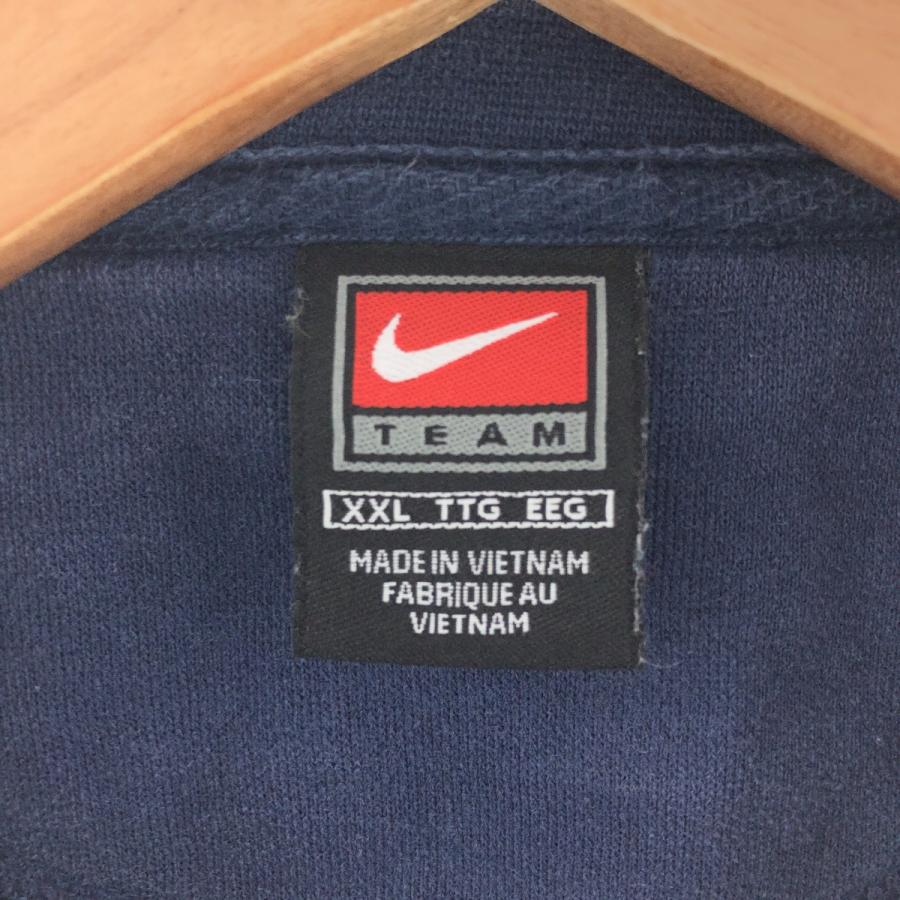 TEAM
XXL TTG EEG
MADE IN VIETNAM
FABRIQUE AU
VIETNAM